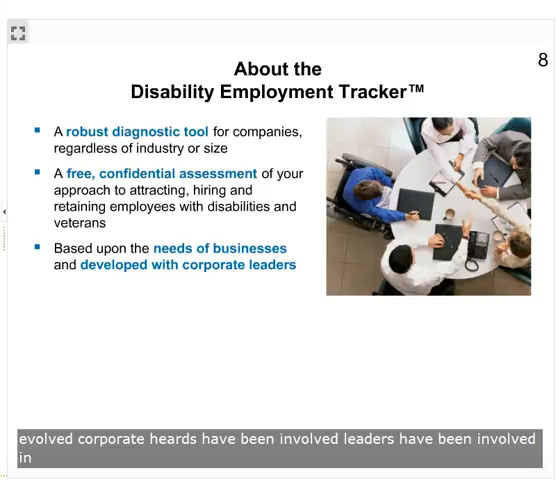 8
About the
Disability Employment Tracker™
A robust diagnostic tool for companies,
regardless of industry or size
A free, confidential assessment of your
approach to attracting, hiring and
retaining employees with disabilities and
veterans
Based upon the needs of businesses
and developed with corporate leaders
evolved corporate heards have been involved leaders have been involved
in